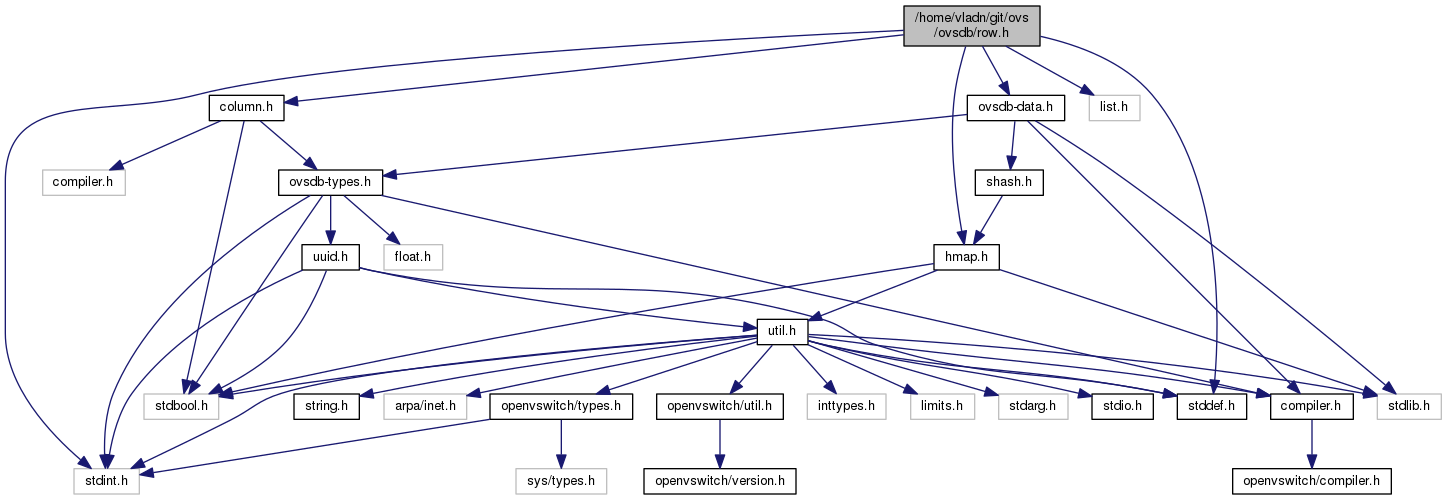 /home/vladn/git/ovs
/ovsdb/row.h
column.h
ovsdb-data.h
list.h
compiler.h
ovsdb-types.h
shash.h
uuid.h
float.h
hmap.h
util.h
stdbool.h
string.h
arpa/inet.h
openvswitch/types.h
openvswitch/util.h
inttypes.h
limits.h
stdarg.h
stdio.h
stddef.h
compiler.h
stdlib.h
stdint.h
sys/types.h
openvswitch/version.h
openvswitch/compiler.h